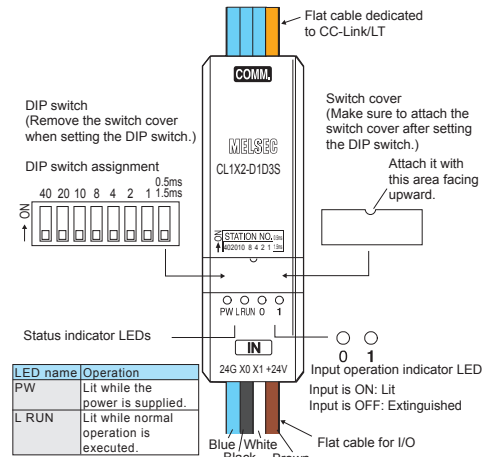 Flat cable dedicated
to CC-Link/LT
COMM.
DIP switch
(Remove the switch cover
when setting the DIP switch.)
DIP switch assignment
40 20 10 8 4 2 1 0.5ms
1.5ms
ON
MELSEC
CL1X2-D1D3S
Switch cover
(Make sure to attach the
switch cover after setting
the DIP switch.)
Attach it with
this area facing
upward.
ON
STATION NO. 0.5ms
402010 8 4 2 1 1.5ms
PW L RUN 0 1
Status indicator LEDs
IN
24G X0 X1 +24V
0 1
Input operation indicator LED
Input is ON: Lit
Input is OFF: Extinguished
LED name Operation
PW Lit while the
power is supplied.
L RUN Lit while normal
operation is
executed.
Blue White
Black Brown
Flat cable for I/O